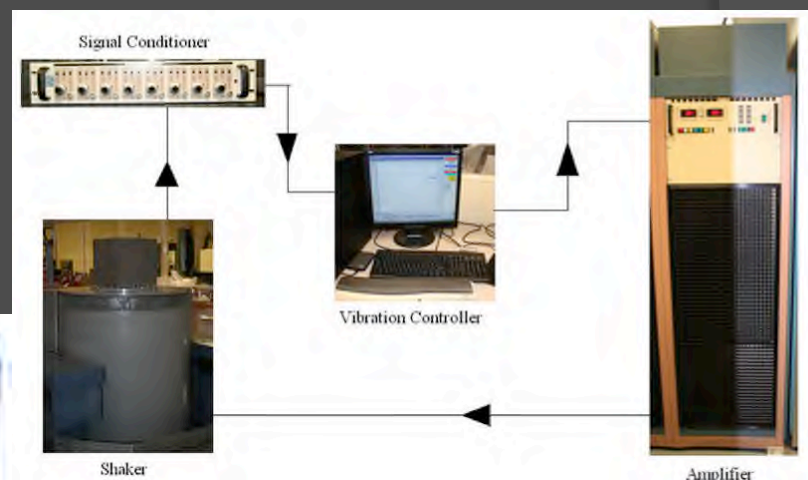 Signal Conditioner
Vibration Controller
Shaker
Amplifier